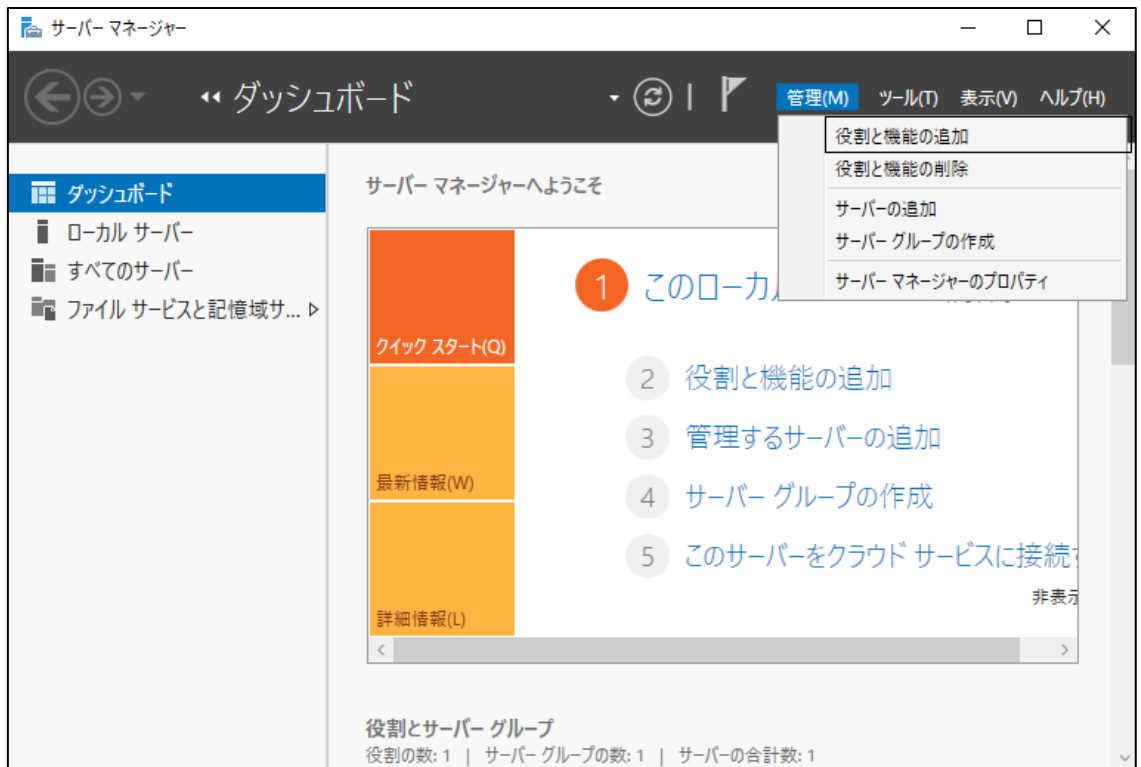 サーバー マネージャー
ダッシュボード
管理(M) ツール(T) 表示(V) ヘルプ(H)
役割と機能の追加
役割と機能の削除
サーバーの追加
サーバー グループの作成
サーバー マネージャーのプロパティ
ダッシュボード
ローカル サーバー
すべてのサーバー
ファイル サービスと記憶域サ...
サーバー マネージャーへようこそ
クイック スタート(Q)
最新情報(W)
詳細情報(L)
1 このローカ
2 役割と機能の追加
3 管理するサーバーの追加
4 サーバー グループの作成
5 このサーバーをクラウド サービスに接続
非表示
役割とサーバー グループ
役割の数: 1 | サーバー グループの数: 1 | サーバーの合計数: 1